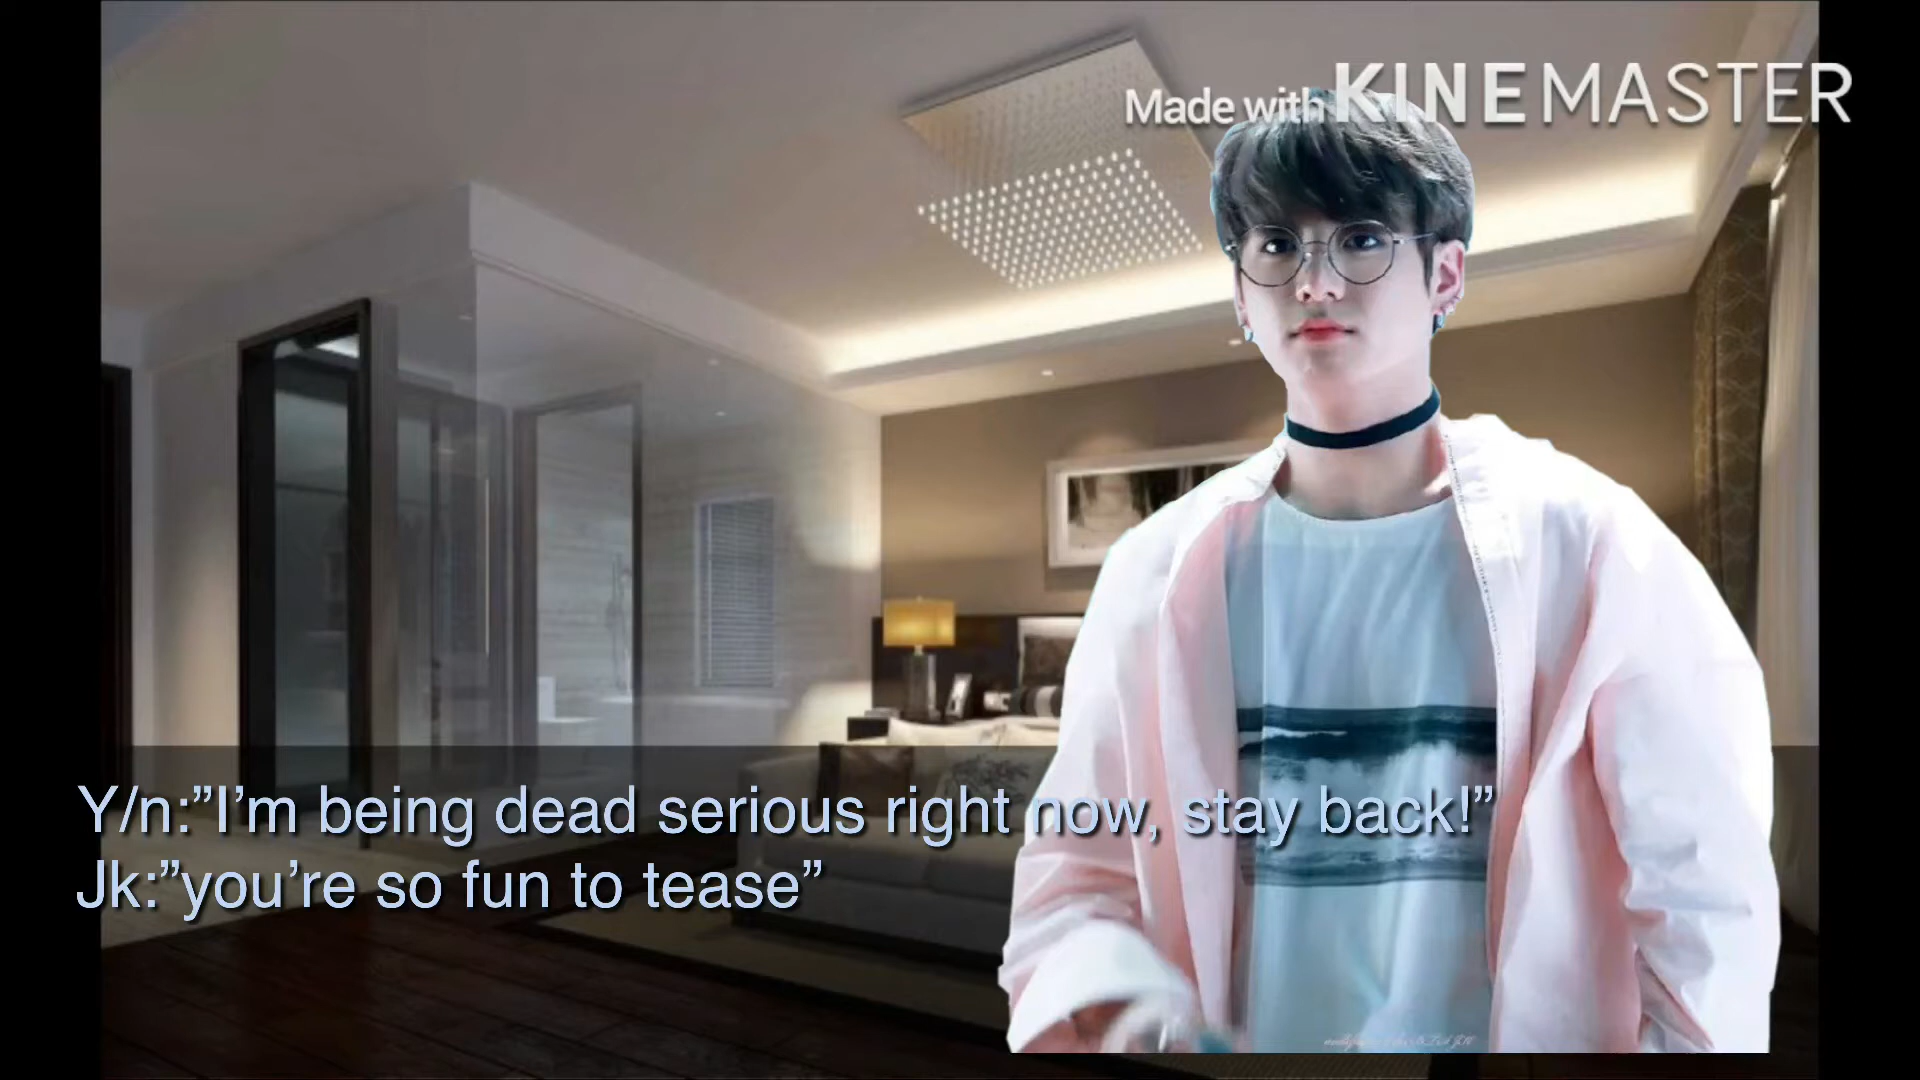 Made with KINEMASTER
Y/n:”I’m being dead serious right now, stay back!”
Jk:”you’re so fun to tease”